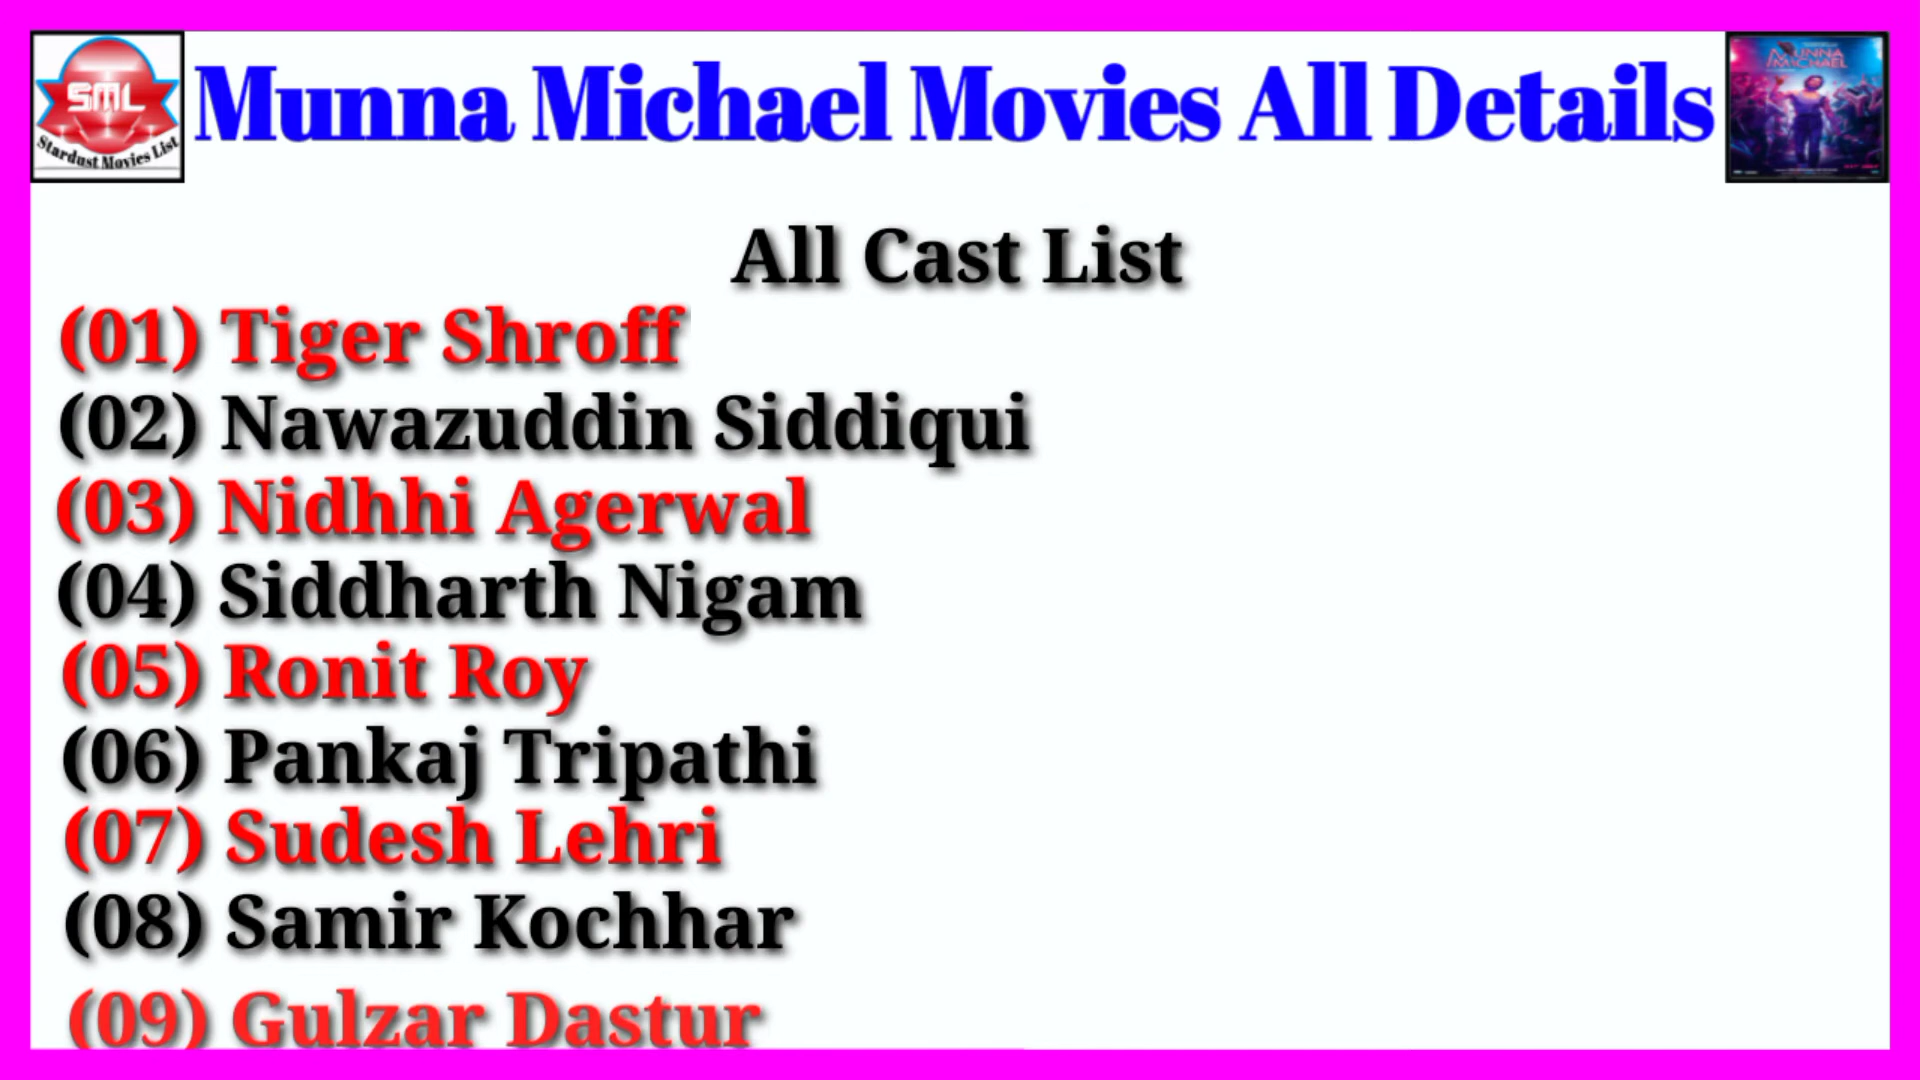 SML
Stardust Movies List
Munna Michael Movies All Details
MUNNA
MICHAEL
All Cast List
(01) Tiger Shroff
(02) Nawazuddin Siddiqui
(03) Nidhhi Agerwal
(04) Siddharth Nigam
(05) Ronit Roy
(06) Pankaj Tripathi
(07) Sudesh Lehri
(08) Samir Kochhar
(09) Gulzar Dastur